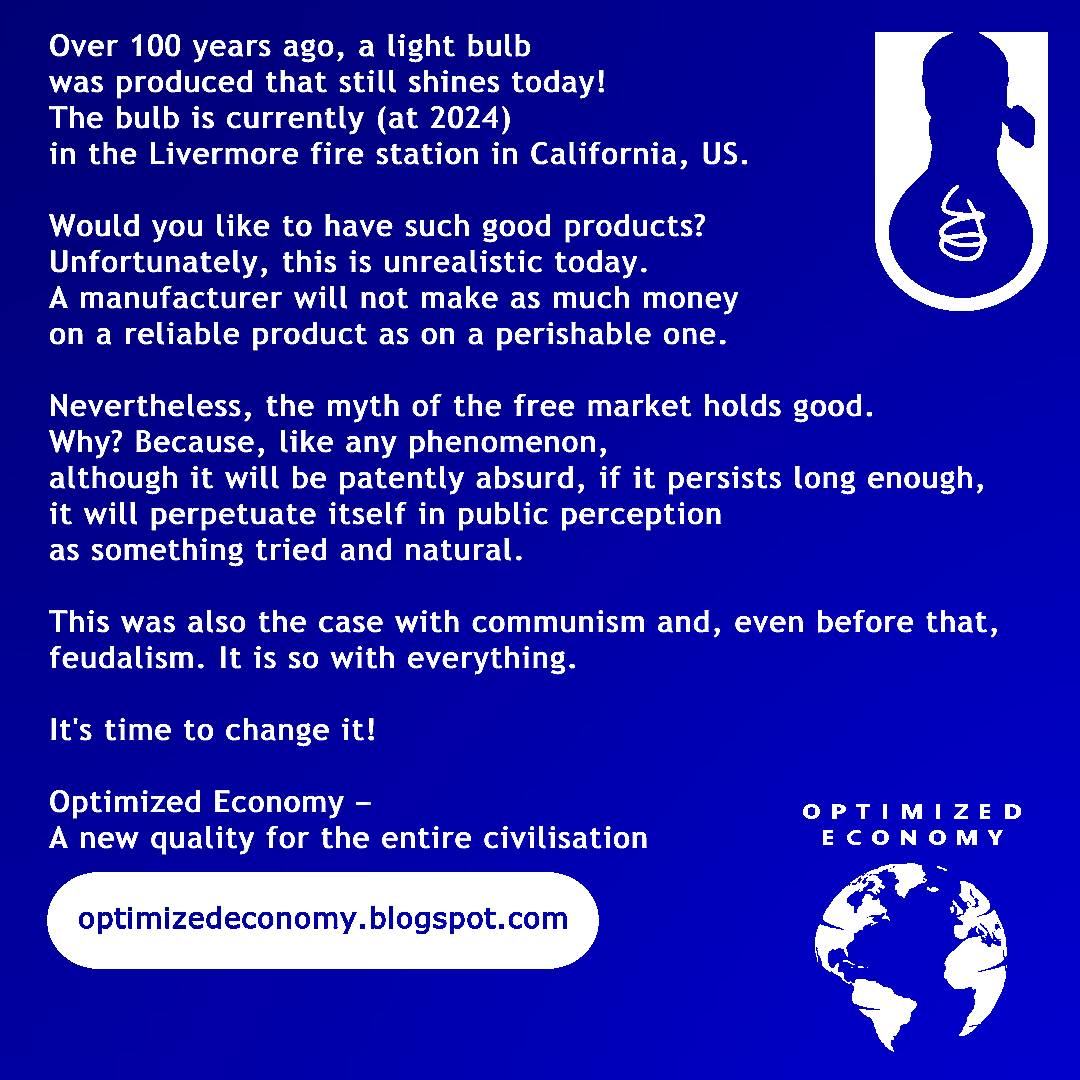 Over 100 years ago, a light bulb
was produced that still shines today!
The bulb is currently (at 2024)
in the Livermore fire station in California, US.
Would you like to have such good products?
Unfortunately, this is unrealistic today.
A manufacturer will not make as much money
on a reliable product as on a perishable one.
Nevertheless, the myth of the free market holds good.
Why? Because, like any phenomenon,
although it will be patently absurd, if it persists long enough,
it will perpetuate itself in public perception
as something tried and natural.
This was also the case with communism and, even before that,
feudalism. It is so with everything.
It's time to change it!
Optimized Economy –
A new quality for the entire civilisation
optimizedeconomy.blogspot.com
OPTIMIZED
ECONOMY